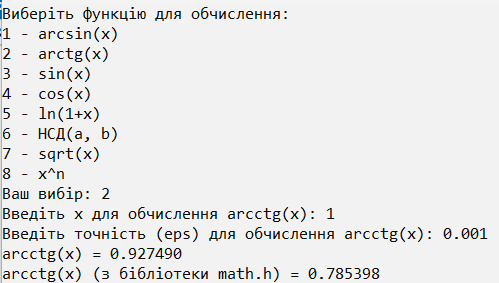 Виберіть функцію для обчислення:
1 - arcsin(x)
2 - arctg(x)
3 - sin(x)
4 - cos(x)
5 - ln(1+x)
6 - НСД(a, b)
7 - sqrt(x)
8 - x^n
Ваш вибір: 2
Введіть x для обчислення arcctg(x): 1
Введіть точність (eps) для обчислення arcctg(x): 0.001
arcctg(x) = 0.927490
arcctg(x) (з бібліотеки math.h) = 0.785398